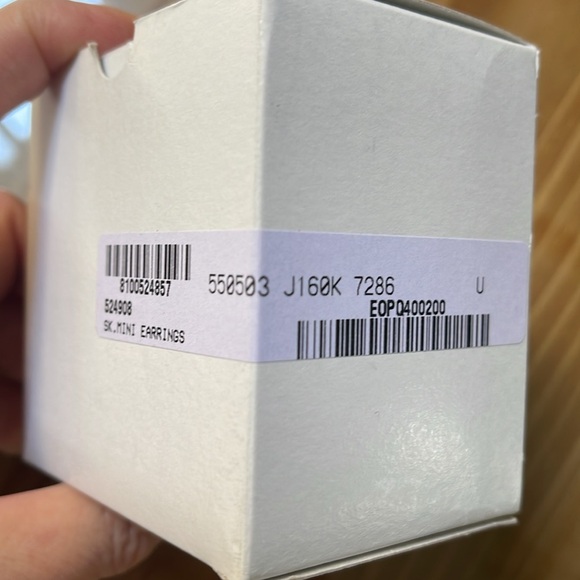 8100524857
524908
SK.MINI EARRINGS
550503 J160K 7286 U
EOPQ400200